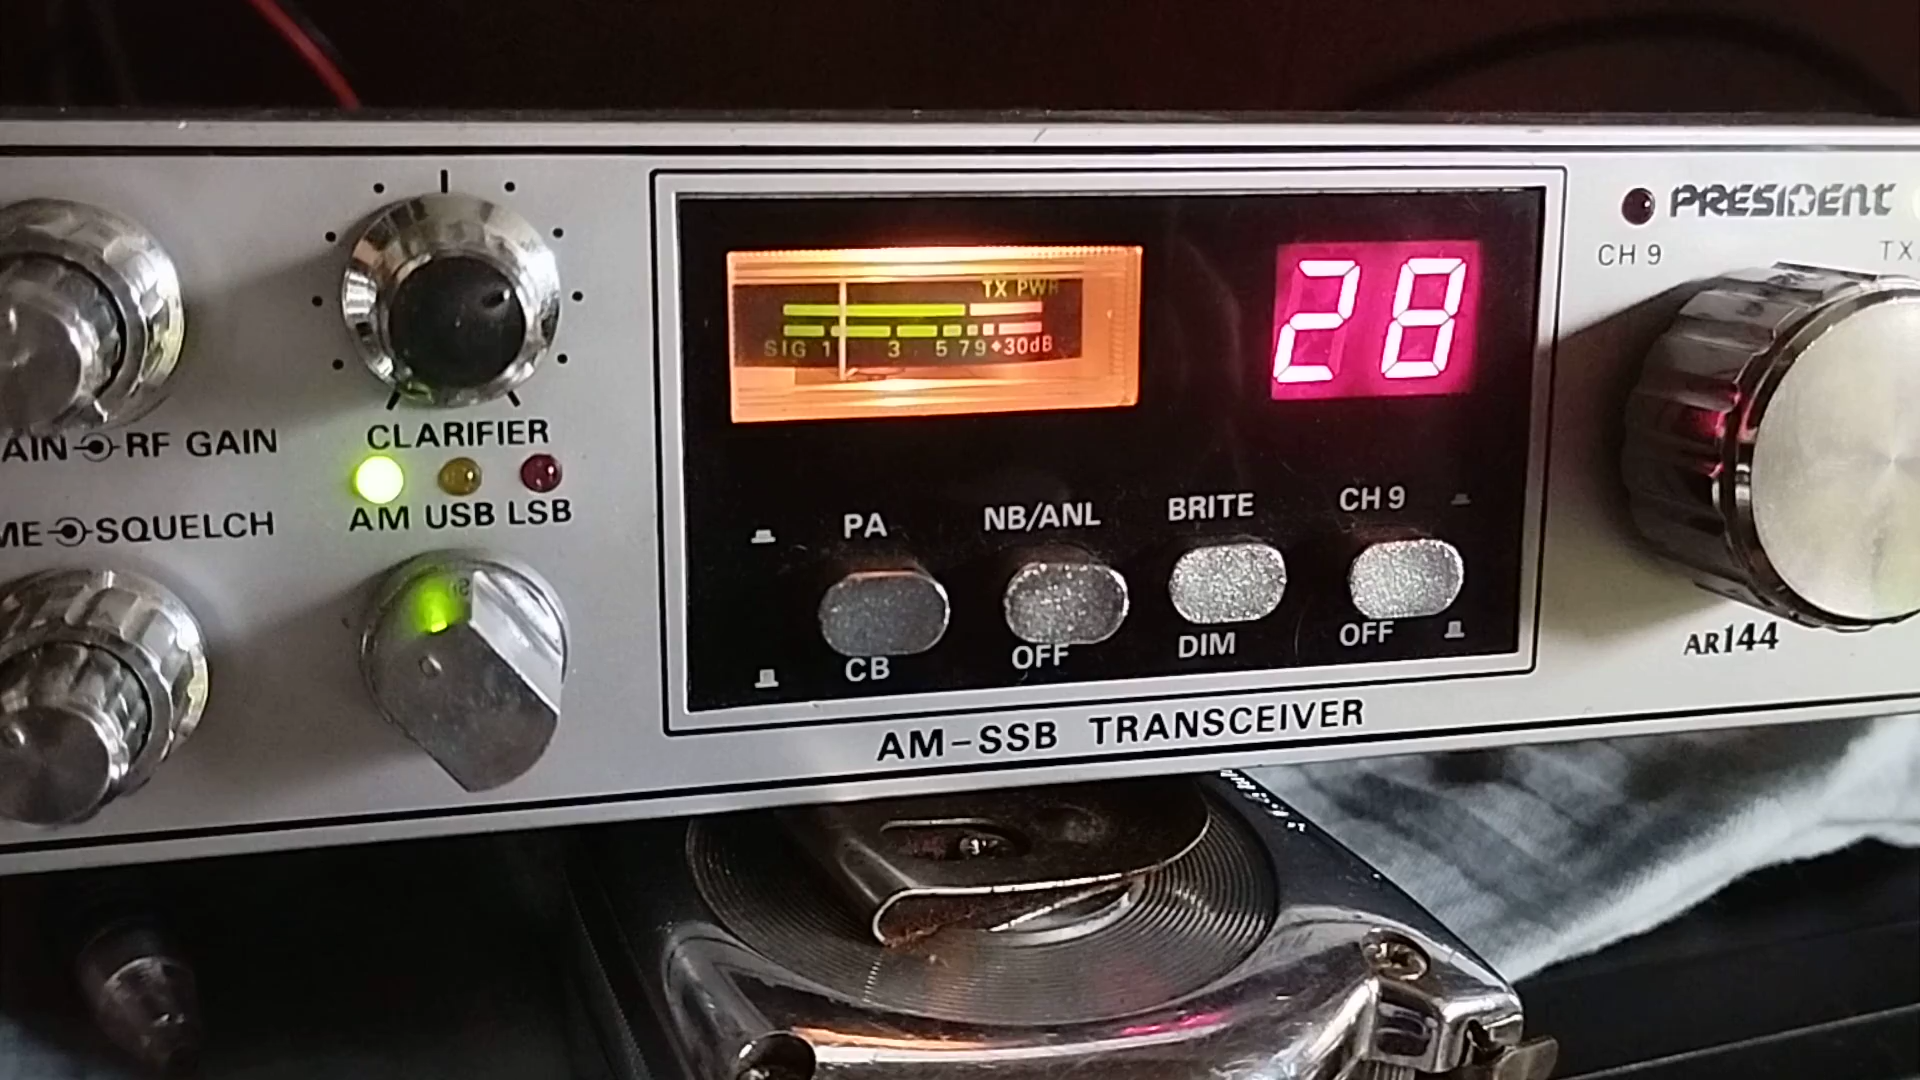 PRESIDENT
CH 9
TX
TX PWR
SIG 1 3 5 7 9 +30dB
28
AIN RF GAIN
CLARIFIER
AM USB LSB
ME SQUELCH
PA NB/ANL BRITE CH 9
CB OFF DIM OFF
AR144
AM-SSB TRANSCEIVER